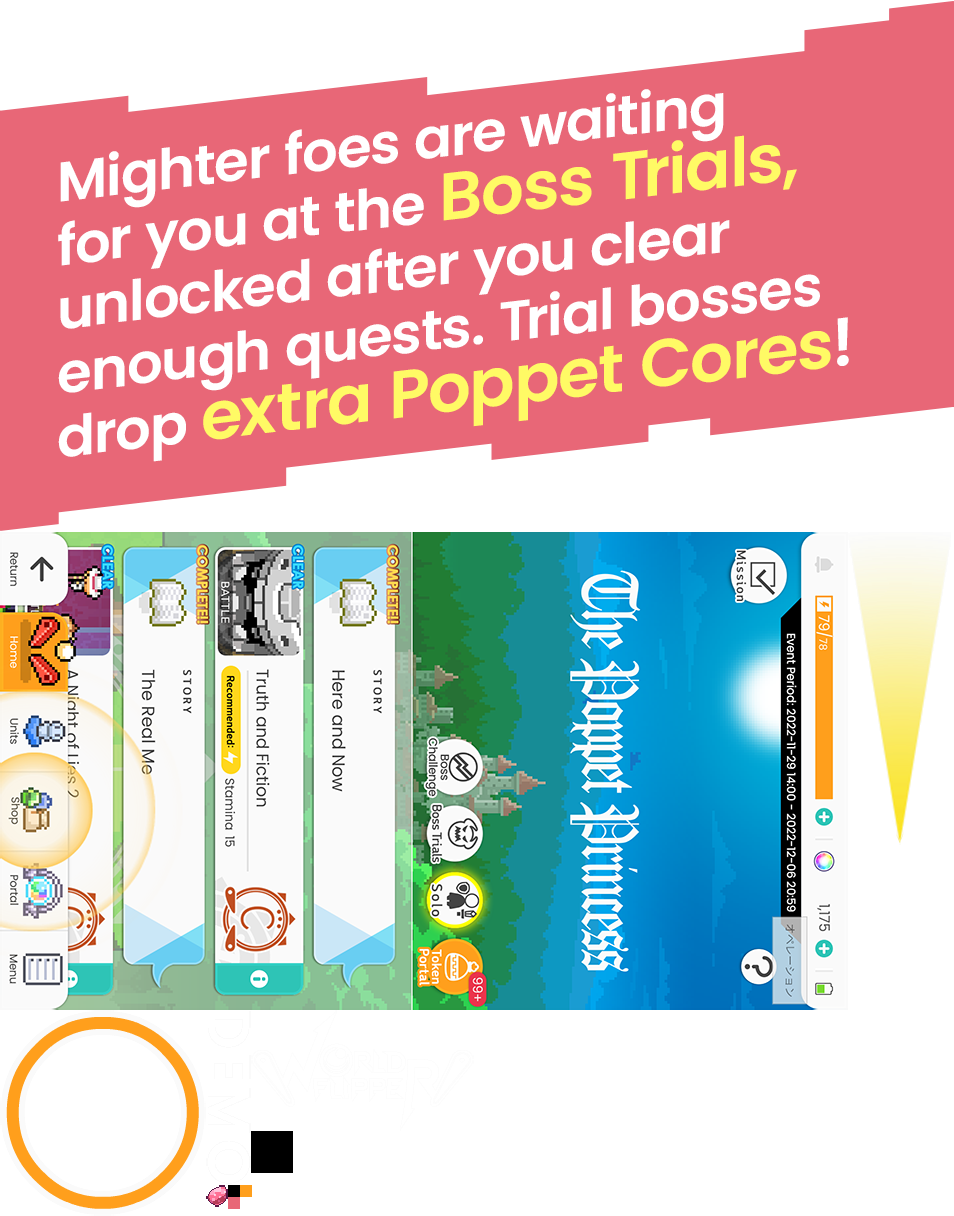 Mighter foes are waiting
for you at the Boss Trials,
unlocked after you clear
enough quests. Trial bosses
drop extra Poppet Cores!
79/78
1,175
Event Period: 2022-11-29 14:00 - 2022-12-06 20:59
オペレーション
Mission
?
The Poppet Princess
Boss
Challenge
Boss Trials
Solo
Token
Portal
99+
COMPLETE!!
STORY
Here and Now
CLEAR
BATTLE
Truth and Fiction
Recommended:
Stamina 15
C
COMPLETE!!
STORY
The Real Me
CLEAR
A Night of Lies 2
C
Return
Home
Units
Shop
Portal
Menu
DEMO